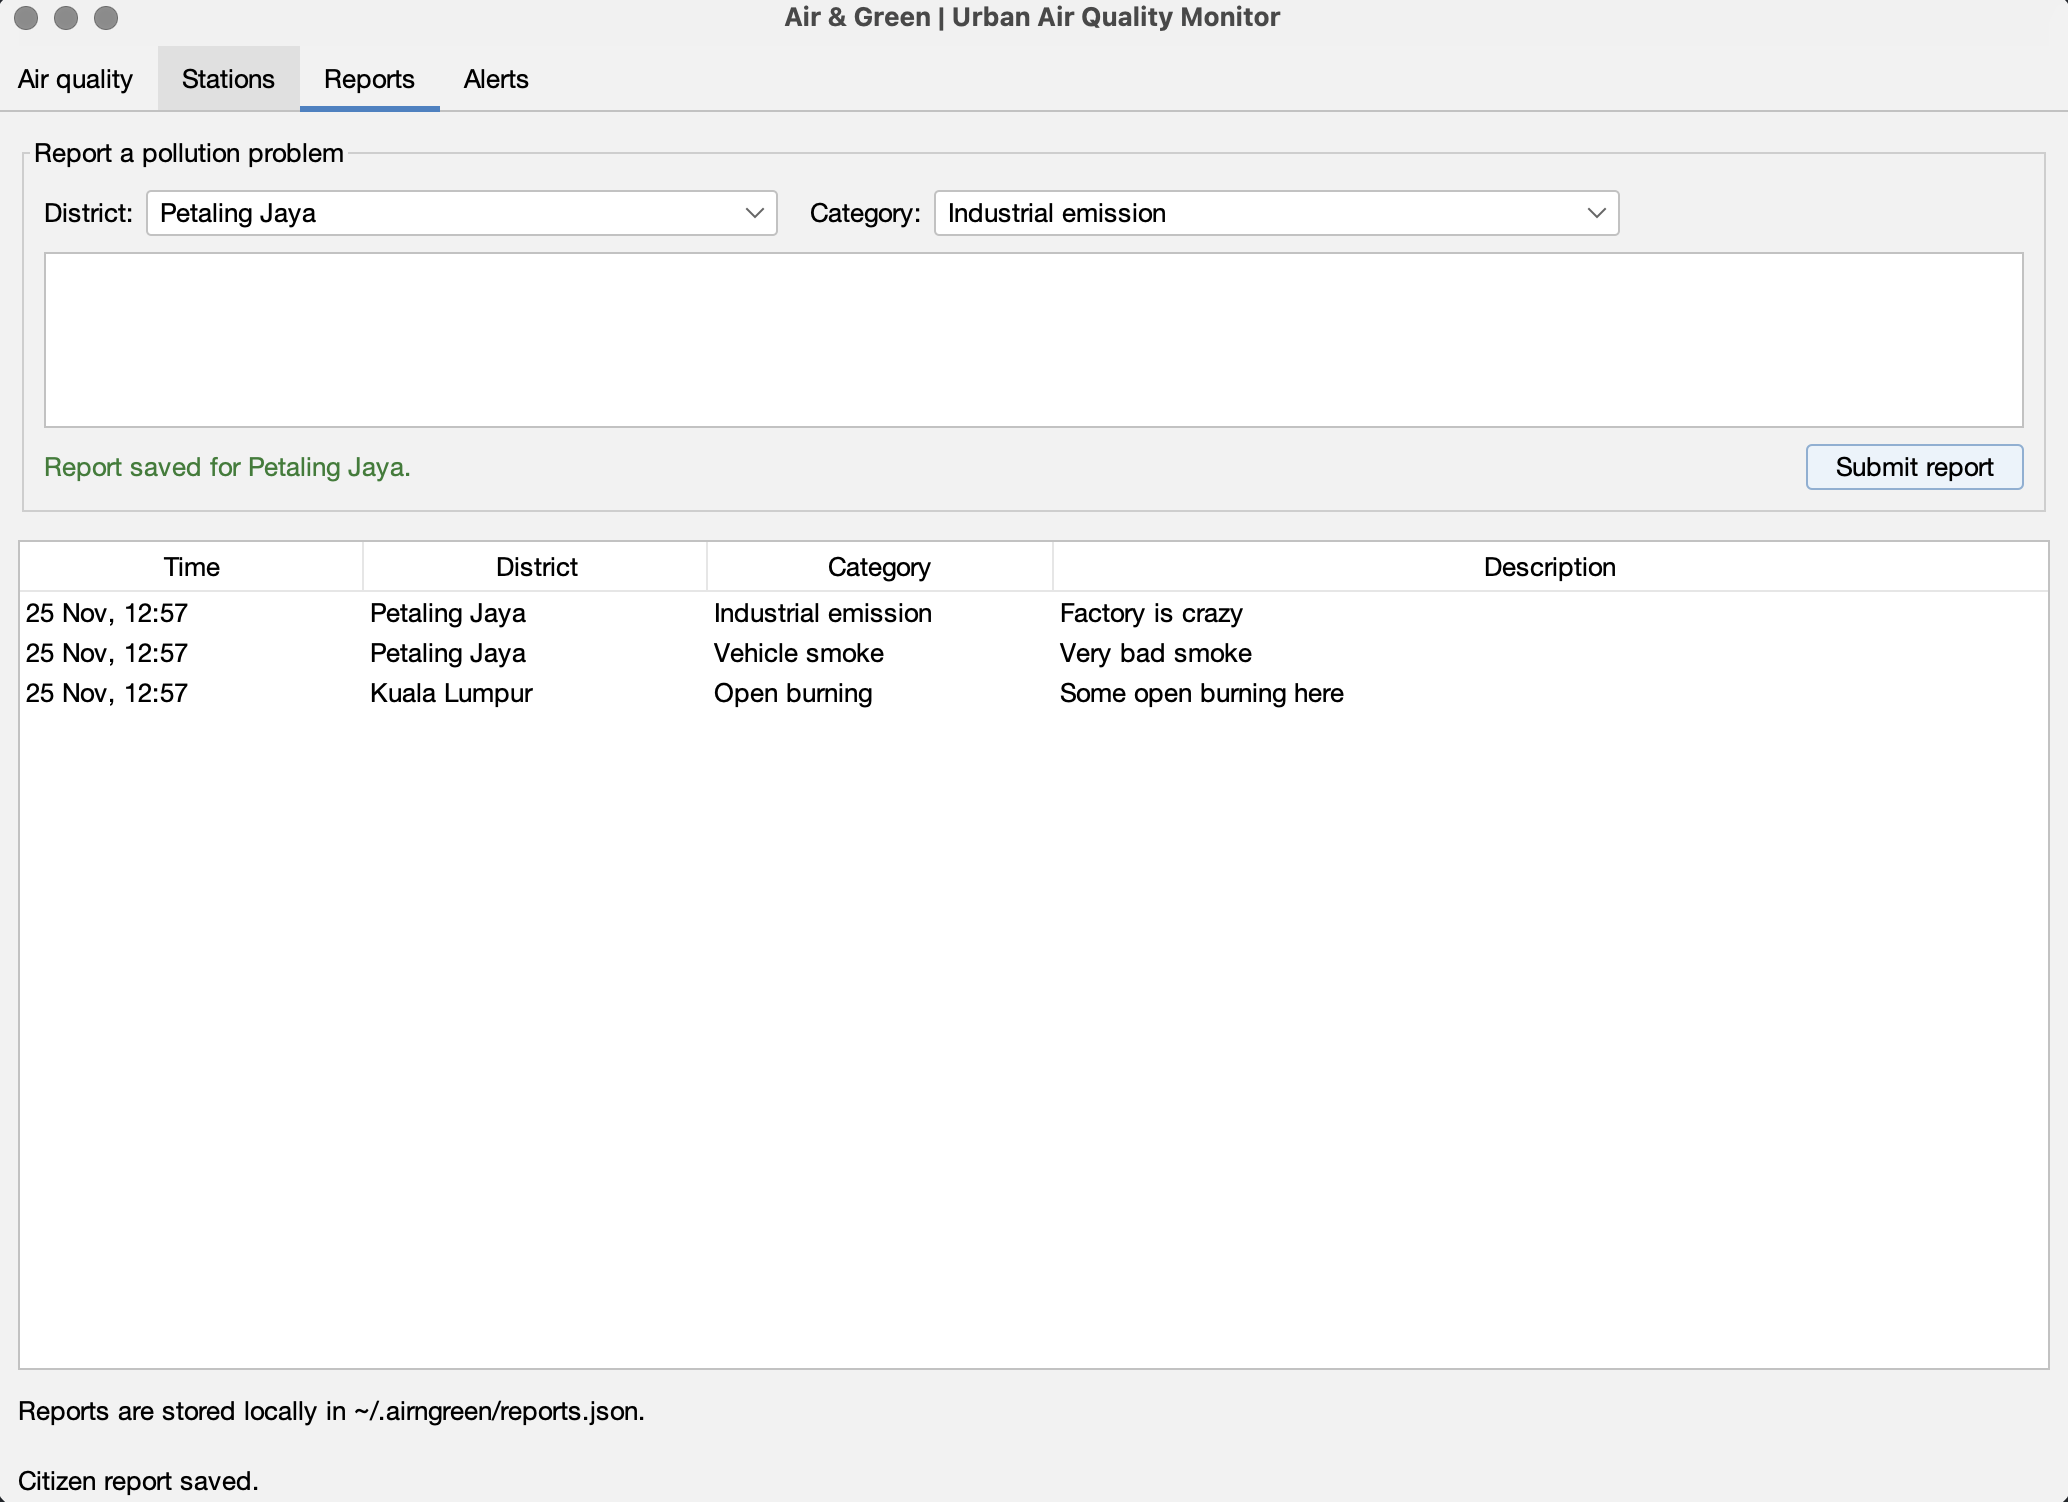 Air & Green | Urban Air Quality Monitor
Air quality Stations Reports Alerts
Report a pollution problem
District: Petaling Jaya Category: Industrial emission
Report saved for Petaling Jaya. Submit report
Time District Category Description
25 Nov, 12:57 Petaling Jaya Industrial emission Factory is crazy
25 Nov, 12:57 Petaling Jaya Vehicle smoke Very bad smoke
25 Nov, 12:57 Kuala Lumpur Open burning Some open burning here
Reports are stored locally in ~/.airngreen/reports.json.
Citizen report saved.